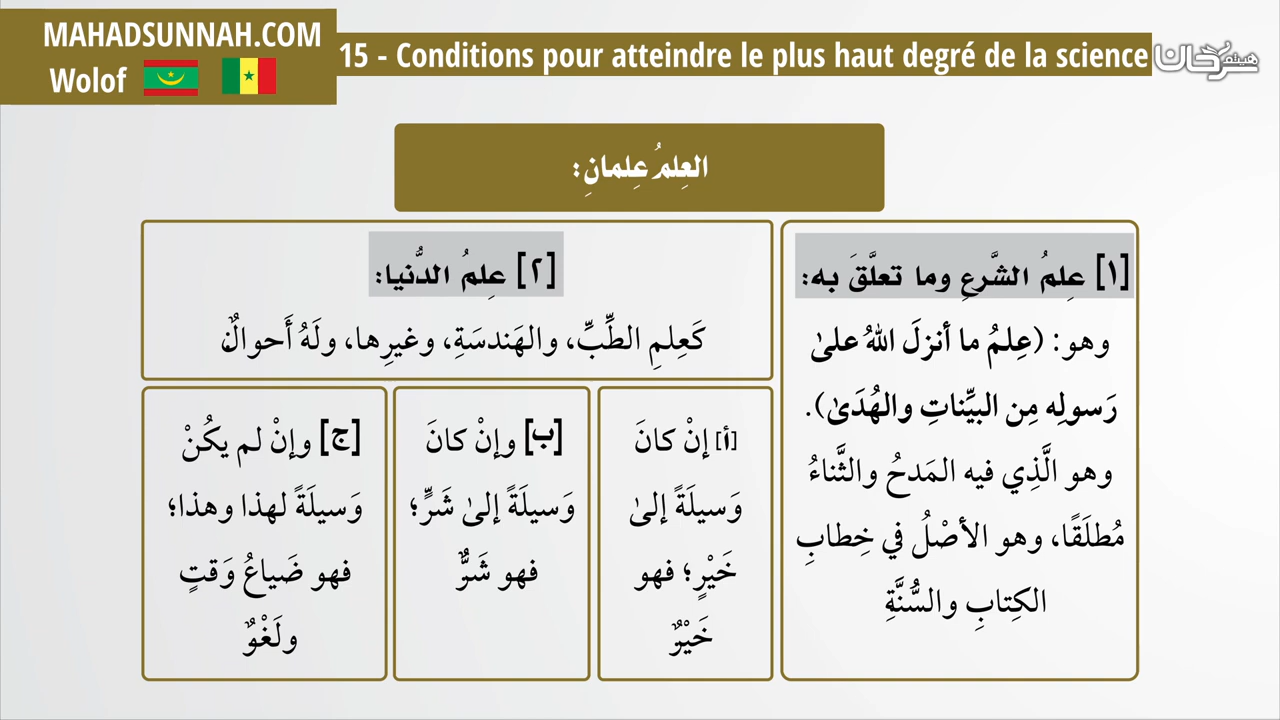 MAHADSUNNAH.COM
Wolof
15 - Conditions pour atteindre le plus haut degré de la science
هيثم سرحان
العِلمُ عِلمانِ:
[١] عِلمُ الشَّرعِ وما تعلَّقَ به:
وهو: (عِلمُ ما أنزلَ اللهُ علىٰ
رَسولِه مِن البيِّناتِ والهُدَىٰ).
وهو الَّذِي فيه المَدحُ والثَّناءُ
مُطلَقًا، وهو الأصْلُ في خِطابِ
الكِتابِ والسُّنَّةِ
[٢] عِلمُ الدُّنيا:
كَعِلمِ الطِّبِّ، والهَندسَةِ، وغيرِها، ولَهُ أَحوالٌ
[أ] إنْ كانَ
وَسيلَةً إلىٰ
خَيْرٍ؛ فهو
خَيْرٌ
[ب] وإنْ كانَ
وَسيلَةً إلىٰ شَرٍّ؛
فهو شَرٌّ
[ج] وإنْ لم يكُنْ
وَسيلَةً لهذا وهذا؛
فهو ضَياعُ وَقتٍ
ولَغْوٌ